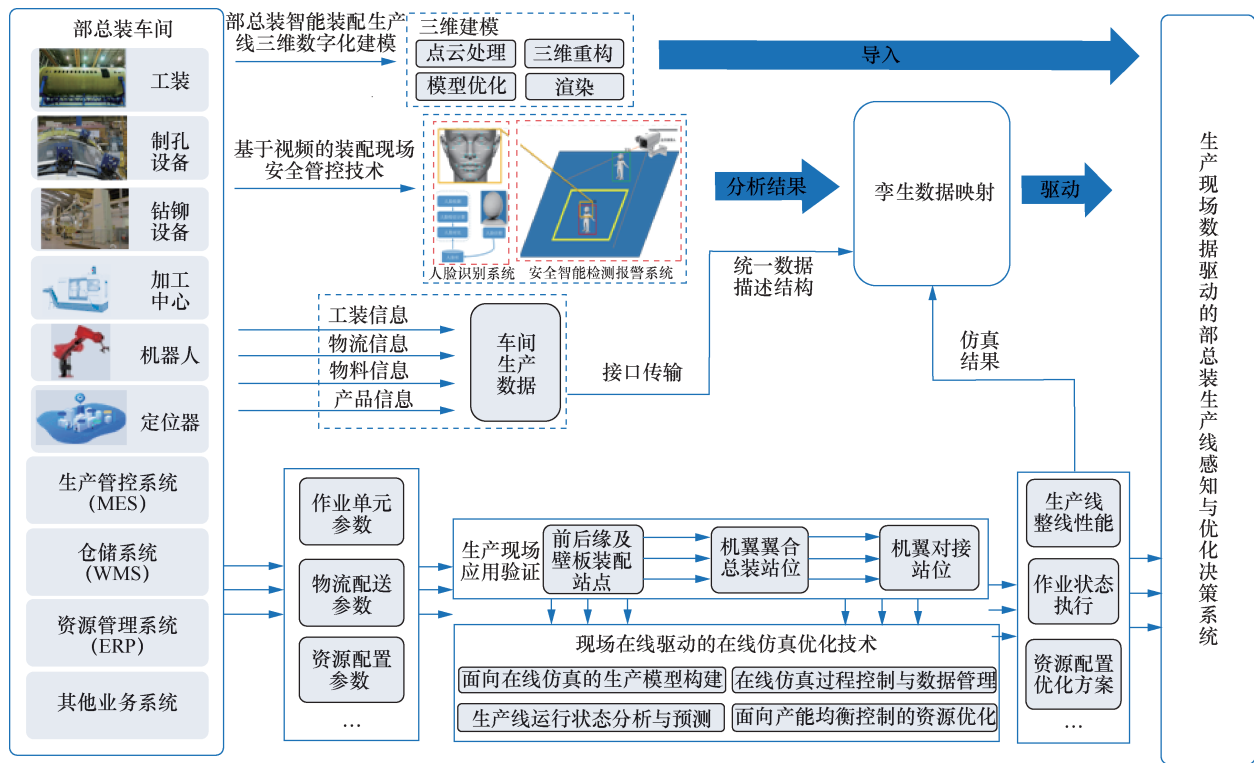 部总装车间
工装
制孔
设备
钻铆
设备
加工
中心
机器人
定位器
生产管控系统
(MES)
仓储系统
(WMS)
资源管理系统
(ERP)
其他业务系统
部总装智能装配生产
线三维数字化建模
三维建模
点云处理
三维重构
模型优化
渲染
导入
基于视频的装配现场
安全管控技术
人脸识别系统
安全智能检测报警系统
分析结果
孪生数据映射
驱动
工装信息
物流信息
物料信息
产品信息
车间
生产
数据
接口传输
统一数据
描述结构
仿真
结果
作业单元
参数
物流配送
参数
资源配置
参数
…
生产现场
应用验证
前后缘及
壁板装配
站点
机翼翼合
总装站位
机翼对接
站位
现场在线驱动的在线仿真优化技术
面向在线仿真的生产模型构建
在线仿真过程控制与数据管理
生产线运行状态分析与预测
面向产能均衡控制的资源优化
生产线
整线性能
作业状态
执行
资源配置
优化方案
…
生产现场数据驱动的部总装生产线感知与优化决策系统